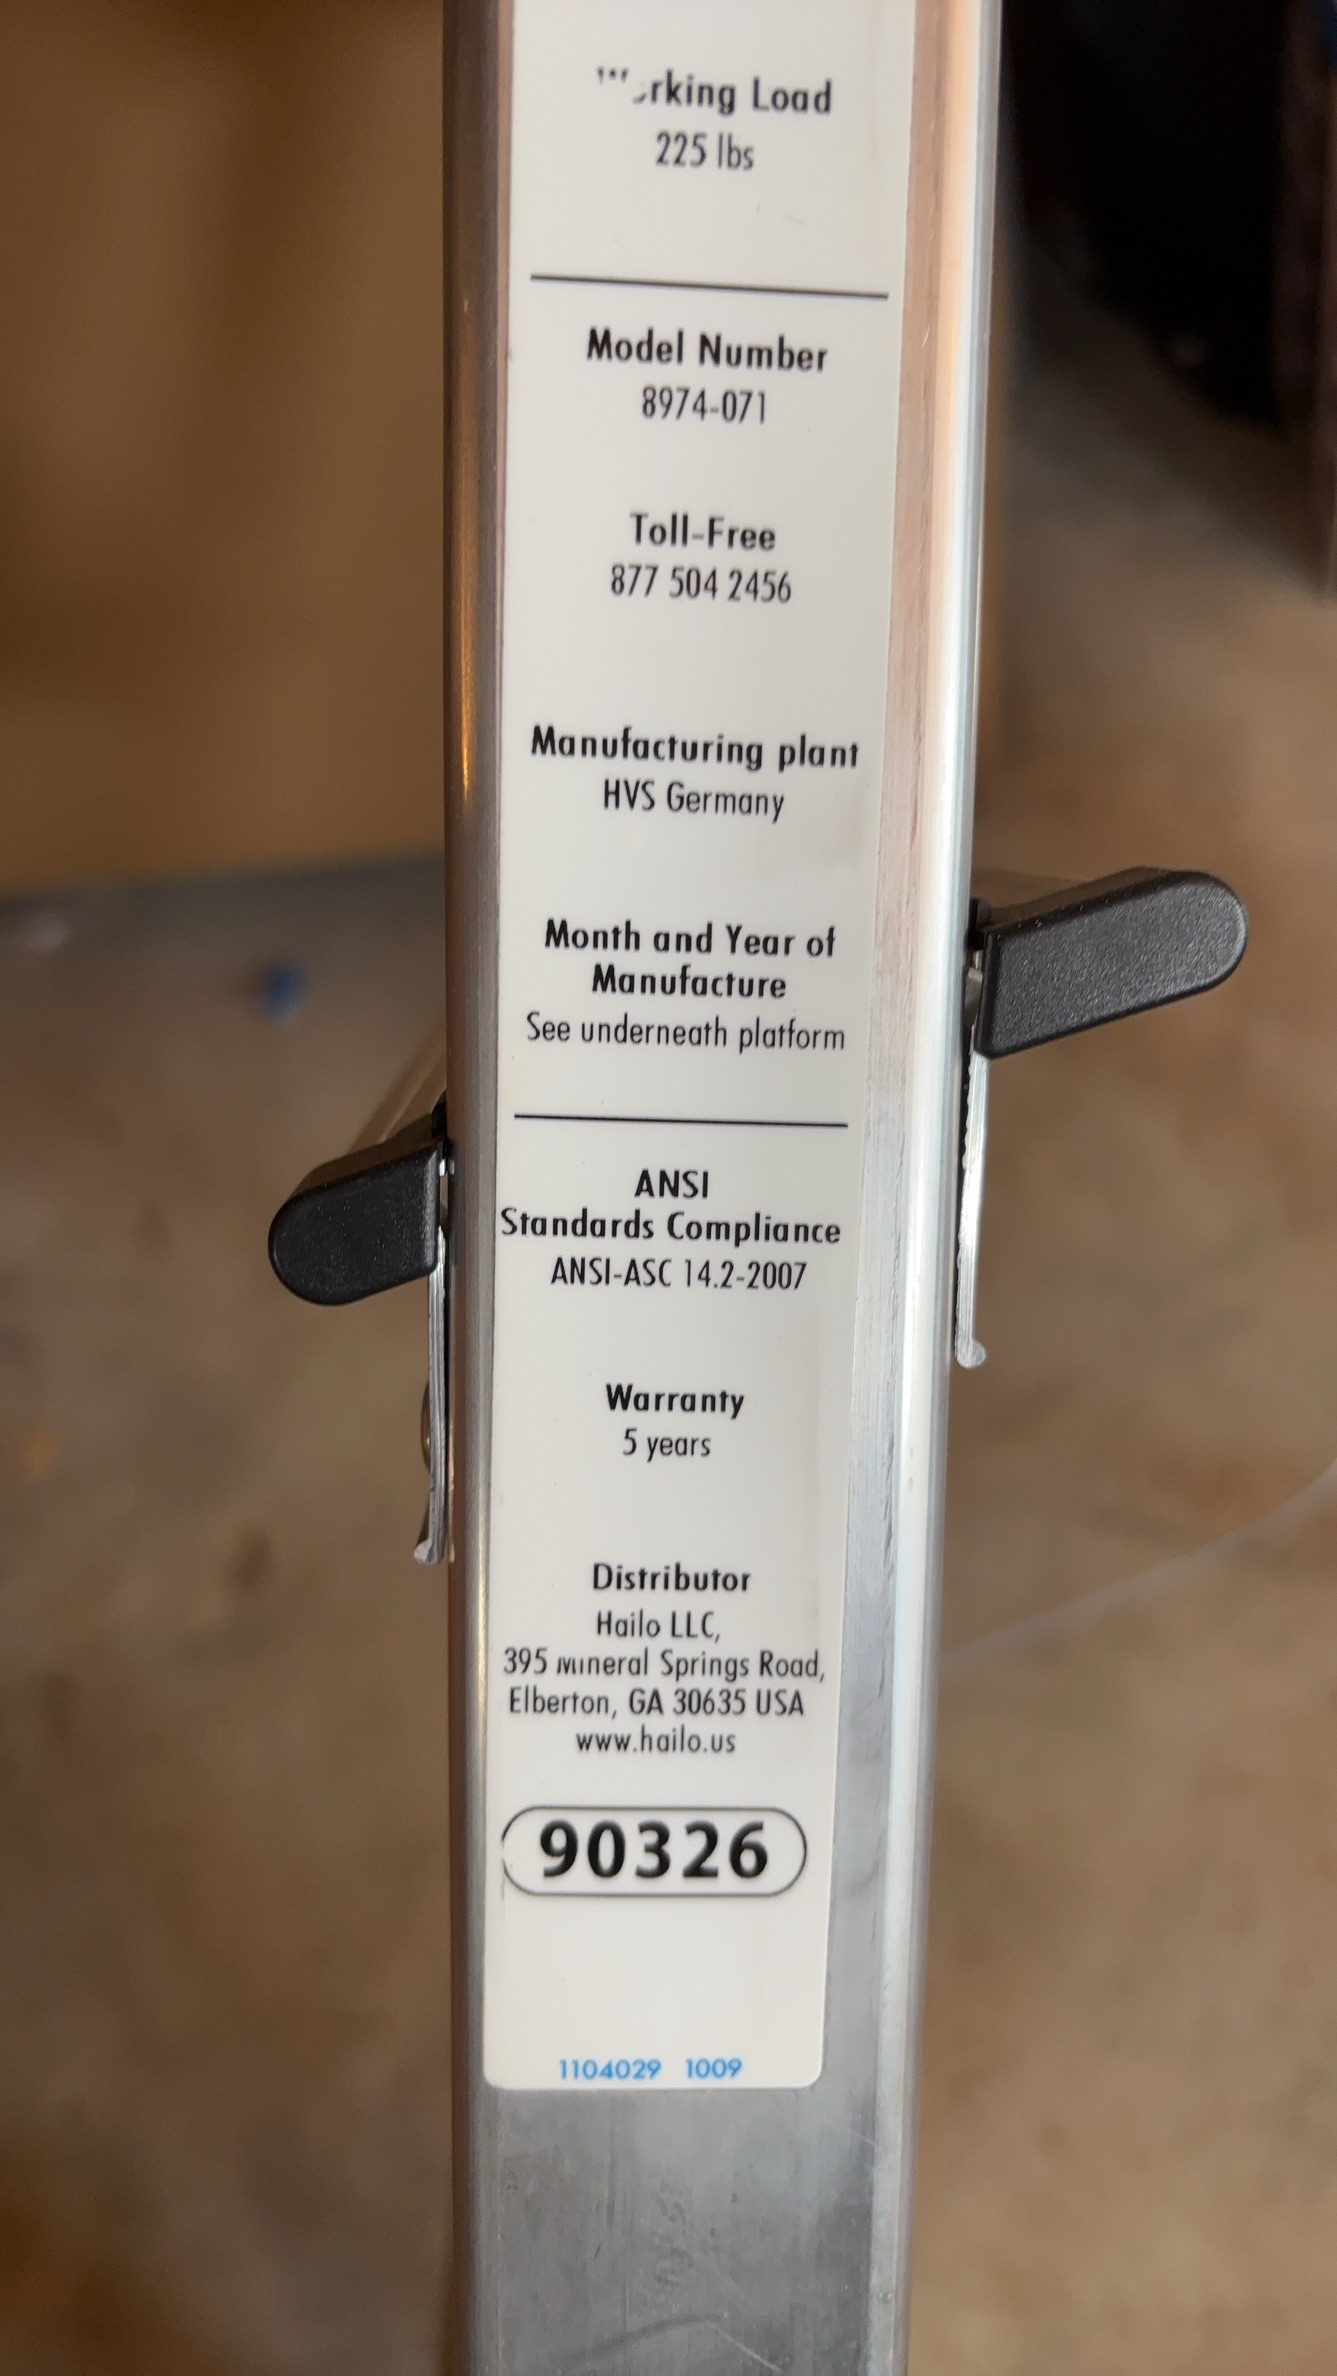 Load
225 lbs
Model Number
8974-071
Toll-Free
877 504 2456
Manufacturing plant
HVS Germany
Month and Year of
Manufacture
See underneath platform
ANSI
Standards Compliance
ANSI-ASC 14.2-2007
Warranty
5 years
Distributor
Hailo LLC,
395 Mineral Springs Road,
Elberton, GA 30635 USA
www.hailo.us
90326
1104029 1009